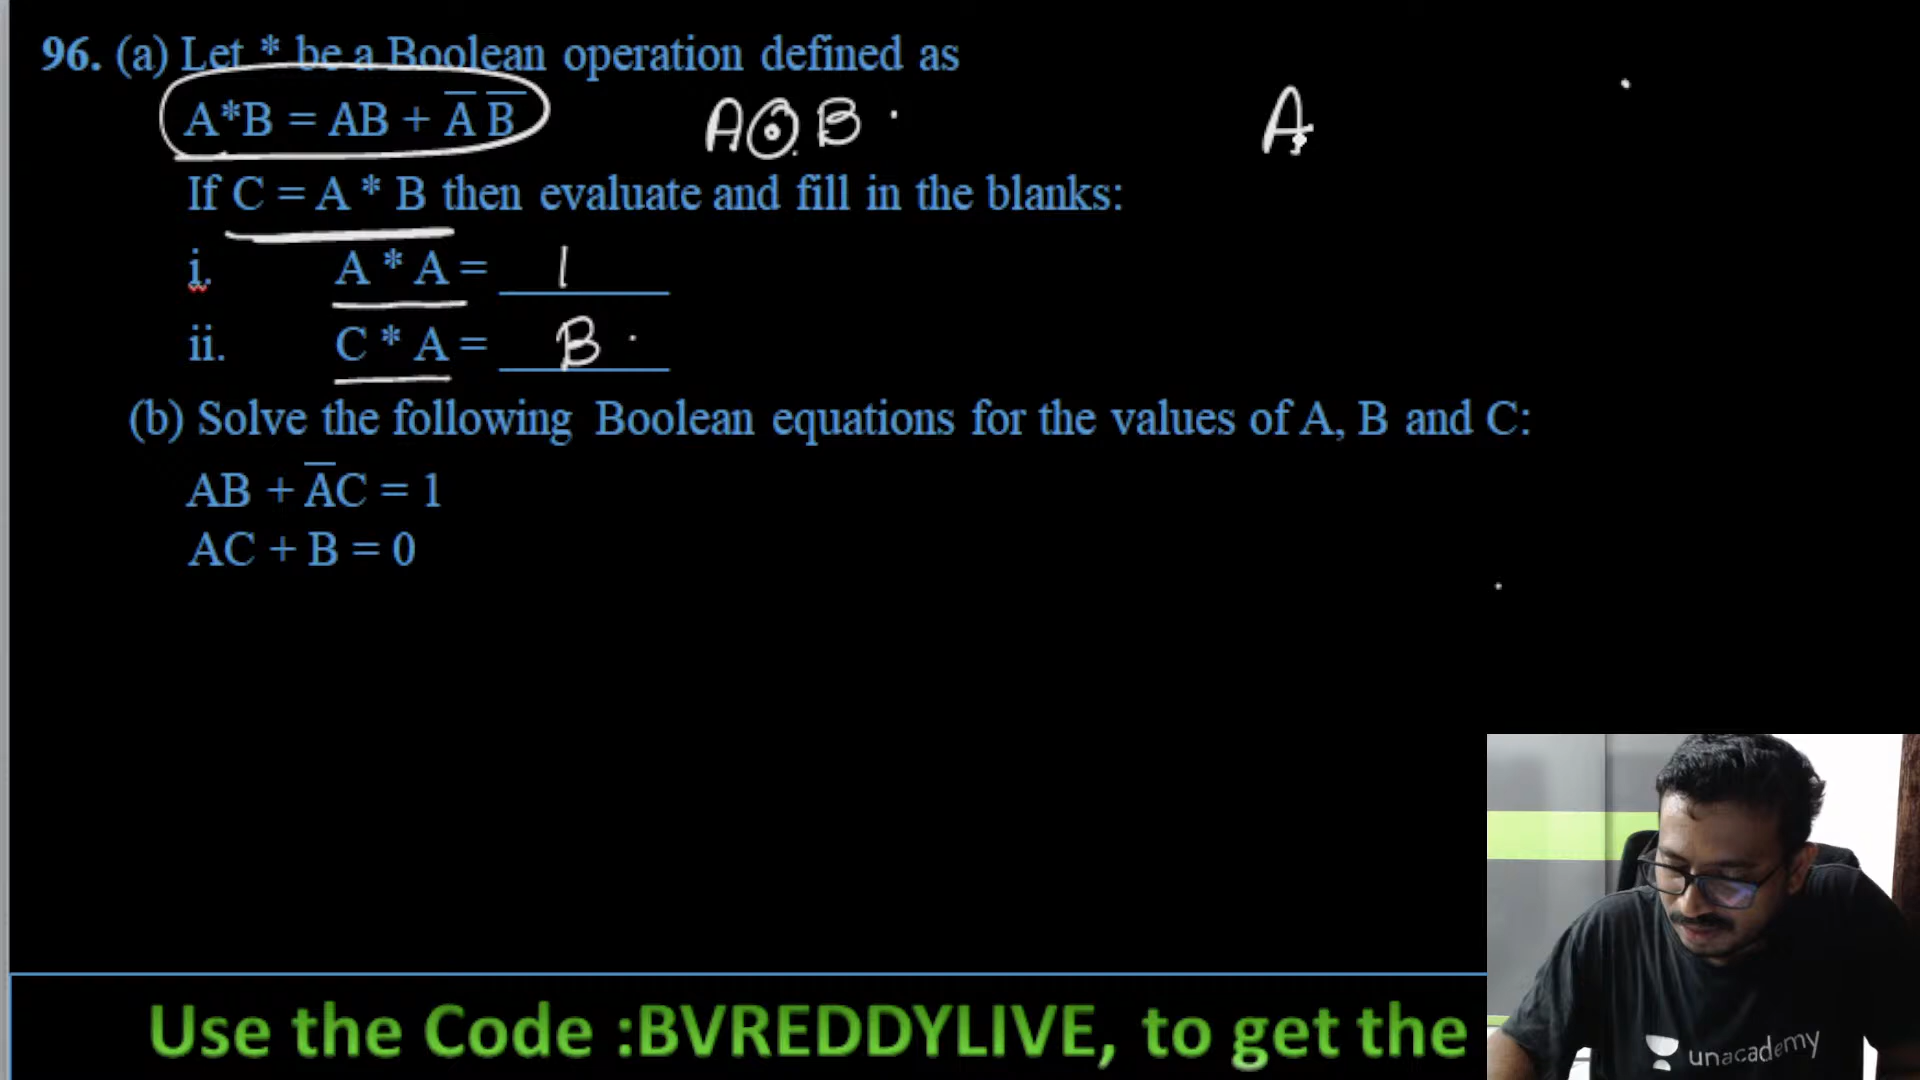 96. (a) Let * be a Boolean operation defined as
A*B = AB + A̅ B̅ A⊙B . A
If C = A * B then evaluate and fill in the blanks:
i. A * A = 1
ii. C * A = B .
(b) Solve the following Boolean equations for the values of A, B and C:
AB + A̅C = 1
AC + B = 0
Use the Code :BVREDDYLIVE, to get the
unacademy